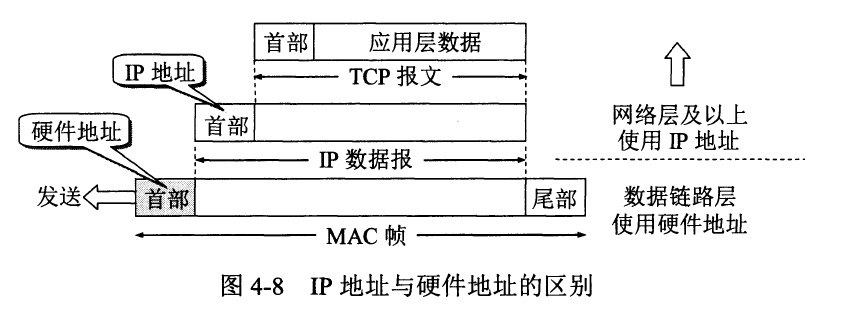 首部 应用层数据
TCP 报文
IP 地址
首部
网络层及以上
使用 IP 地址
硬件地址
IP 数据报
发送
首部
尾部
数据链路层
使用硬件地址
MAC 帧
图 4-8 IP 地址与硬件地址的区别